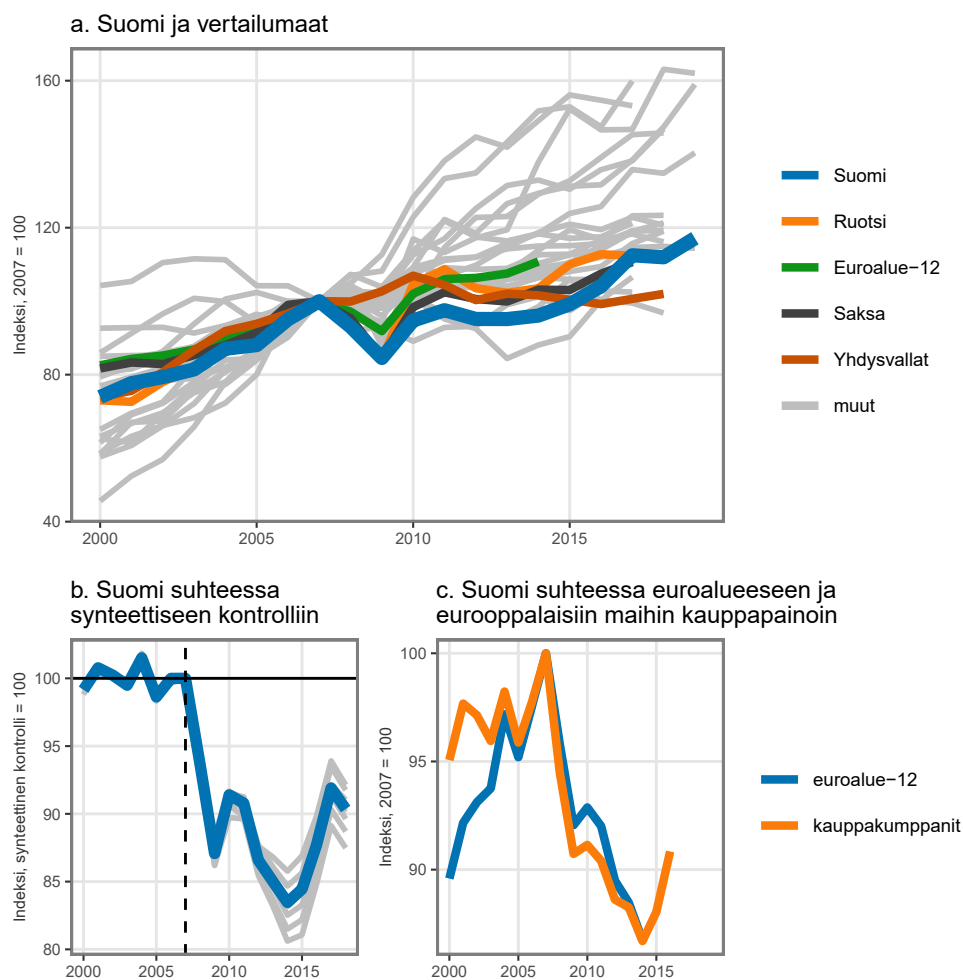 a. Suomi ja vertailumaat
Indeksi, 2007 = 100
160
120
80
40
2000
2005
2010
2015
Suomi
Ruotsi
Euroalue−12
Saksa
Yhdysvallat
muut
b. Suomi suhteessa
synteettiseen kontrolliin
Indeksi, synteettinen kontrolli = 100
100
95
90
85
80
2000
2005
2010
2015
c. Suomi suhteessa euroalueeseen ja
eurooppalaisiin maihin kauppapainoin
Indeksi, 2007 = 100
100
95
90
2000
2005
2010
2015
euroalue−12
kauppakumppanit